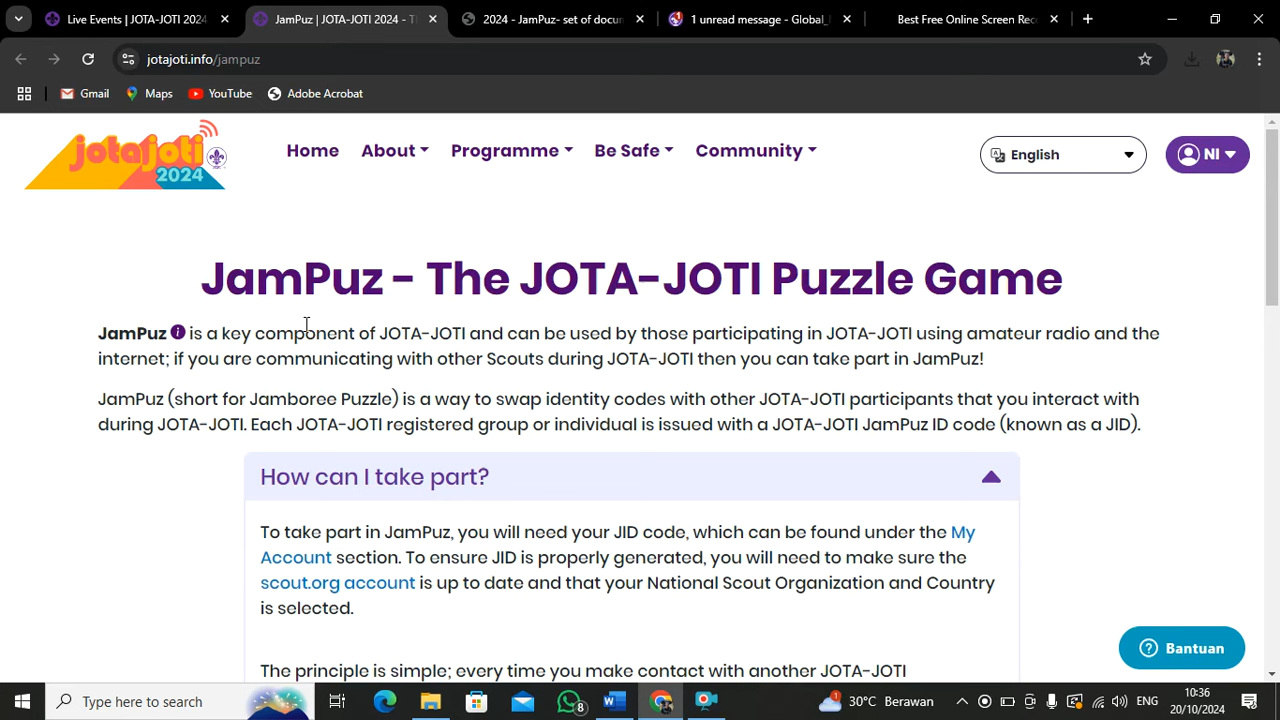 Live Events | JOTA-JOTI 2024 -
JamPuz | JOTA-JOTI 2024 - T
2024 - JamPuz- set of docu
1 unread message - Global_
Best Free Online Screen Rec
jotajoti.info/jampuz
Gmail
Maps
YouTube
Adobe Acrobat
jotajoti
2024
Home
About
Programme
Be Safe
Community
English
NI
JamPuz - The JOTA-JOTI Puzzle Game
JamPuz i is a key component of JOTA-JOTI and can be used by those participating in JOTA-JOTI using amateur radio and the
internet; if you are communicating with other Scouts during JOTA-JOTI then you can take part in JamPuz!
JamPuz (short for Jamboree Puzzle) is a way to swap identity codes with other JOTA-JOTI participants that you interact with
during JOTA-JOTI. Each JOTA-JOTI registered group or individual is issued with a JOTA-JOTI JamPuz ID code (known as a JID).
How can I take part?
To take part in JamPuz, you will need your JID code, which can be found under the My
Account section. To ensure JID is properly generated, you will need to make sure the
scout.org account is up to date and that your National Scout Organization and Country
is selected.
The principle is simple; every time you make contact with another JOTA-JOTI
Bantuan
Type here to search
8
1
30°C Berawan
ENG
10:36
20/10/2024